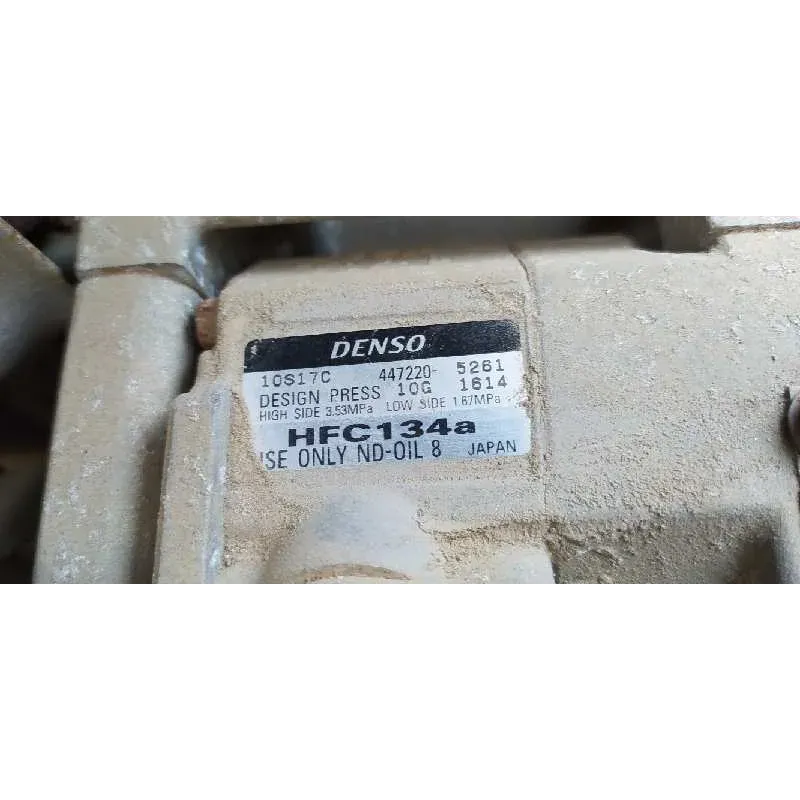 DENSO
10S17C 447220- 5261
DESIGN PRESS 10G 1614
HIGH SIDE 3.53MPa LOW SIDE 1.67MPa
HFC134a
USE ONLY ND-OIL 8 JAPAN